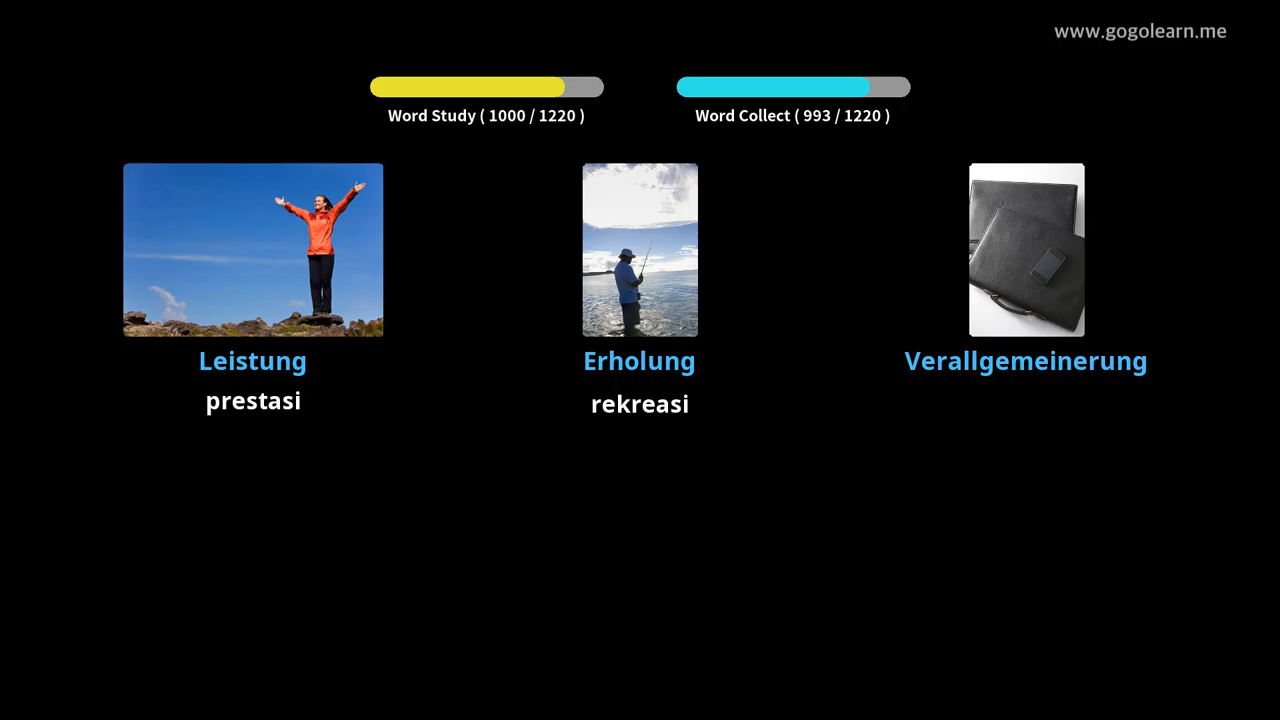 www.gogolearn.me
Word Study ( 1000 / 1220 )
Word Collect ( 993 / 1220 )
Leistung
prestasi
Erholung
rekreasi
Verallgemeinerung